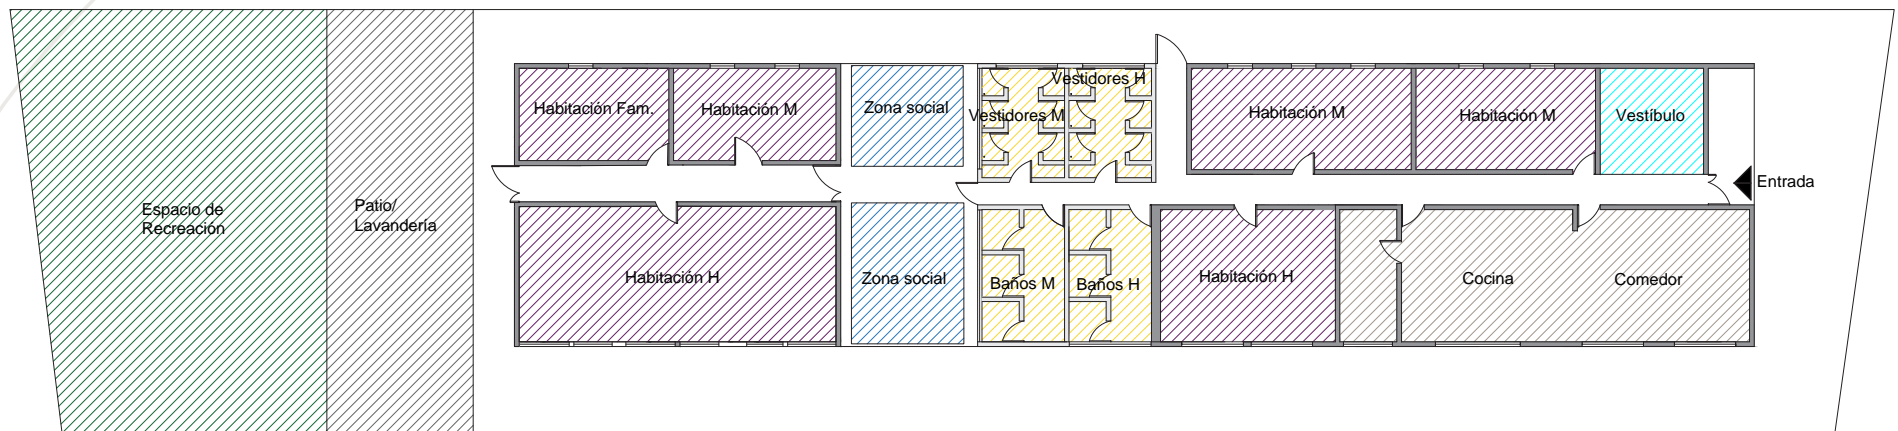 Vestidores H
Habitación Fam.
Habitación M
Zona social
Vestidores M
Habitación M
Habitación M
Vestíbulo
Entrada
Espacio de
Recreación
Patio/
Lavandería
Habitación H
Zona social
Baños M
Baños H
Habitación H
Cocina
Comedor